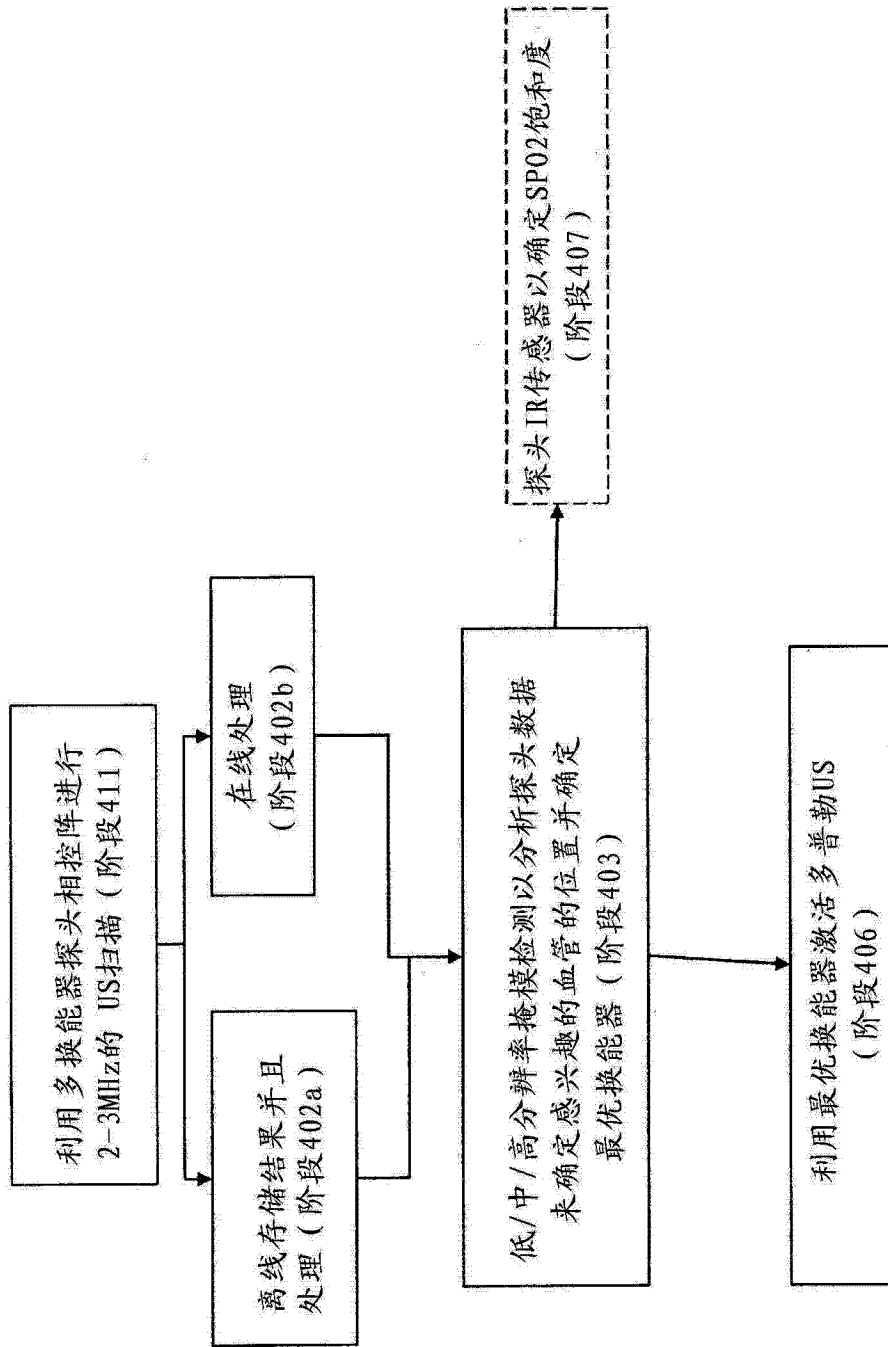 利用多换能器探头相控阵进行
2-3MHz的 US扫描(阶段411)
离线存储结果并且
处理(阶段402a)
在线处理
(阶段402b)
低/中/高分辨率掩模检测以分析探头数据
来确定感兴趣的血管的位置并确定
最优换能器(阶段403)
探头IR传感器以确定SPO2饱和度
(阶段407)
利用最优换能器激活多普勒US
(阶段406)